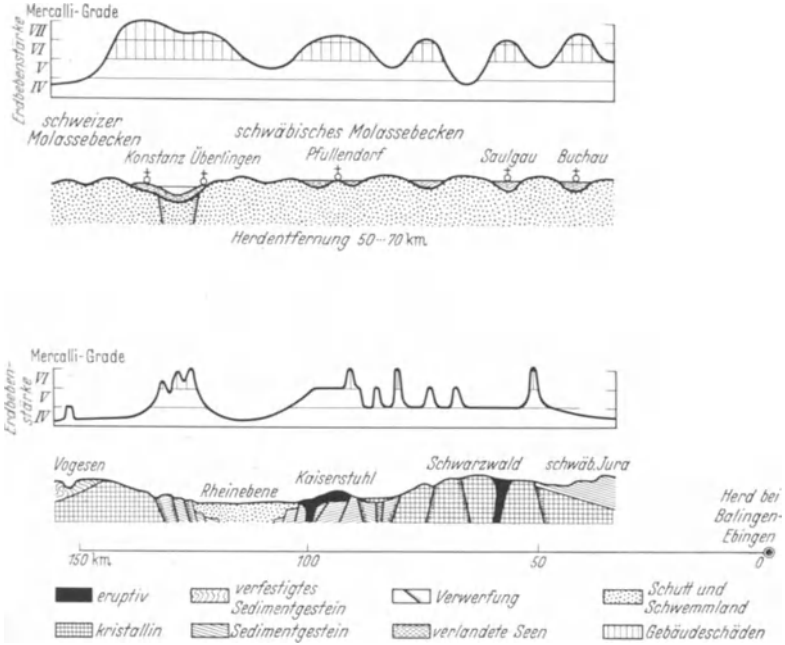 Mercalli-Grade
Erdbebenstärke
VII
VI
V
IV
schweizer
Molassebecken
schwäbisches Molassebecken
Konstanz Überlingen
Pfullendorf
Saulgau
Buchau
Herdentfernung 50-70 km.
Mercalli-Grade
Erdbeben-
stärke
VI
V
IV
Vogesen
Rheinebene
Kaiserstuhl
Schwarzwald
schwäb. Jura
Herd bei
Balingen-
Ebingen
150 km.
100
50
0
eruptiv
verfestigtes
Sedimentgestein
Verwerfung
Schutt und
Schwemmland
kristallin
Sedimentgestein
verlandete Seen
Gebäudeschäden